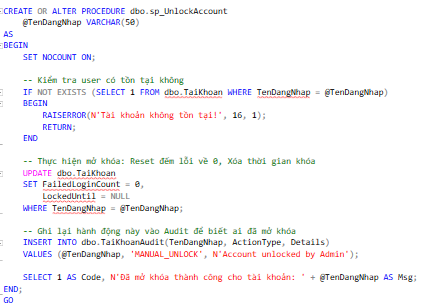 CREATE OR ALTER PROCEDURE dbo.sp_UnlockAccount
@TenDangNhap VARCHAR(50)
AS
BEGIN
SET NOCOUNT ON;
-- Kiểm tra user có tồn tại không
IF NOT EXISTS (SELECT 1 FROM dbo.TaiKhoan WHERE TenDangNhap = @TenDangNhap)
BEGIN
RAISERROR(N'Tài khoản không tồn tại!', 16, 1);
RETURN;
END
-- Thực hiện mở khóa: Reset đếm lỗi về 0, Xóa thời gian khóa
UPDATE dbo.TaiKhoan
SET FailedLoginCount = 0,
LockedUntil = NULL
WHERE TenDangNhap = @TenDangNhap;
-- Ghi lại hành động này vào Audit để biết ai đã mở khóa
INSERT INTO dbo.TaiKhoanAudit(TenDangNhap, ActionType, Details)
VALUES (@TenDangNhap, 'MANUAL_UNLOCK', N'Account unlocked by Admin');
SELECT 1 AS Code, N'Đã mở khóa thành công cho tài khoản: ' + @TenDangNhap AS Msg;
END;
GO